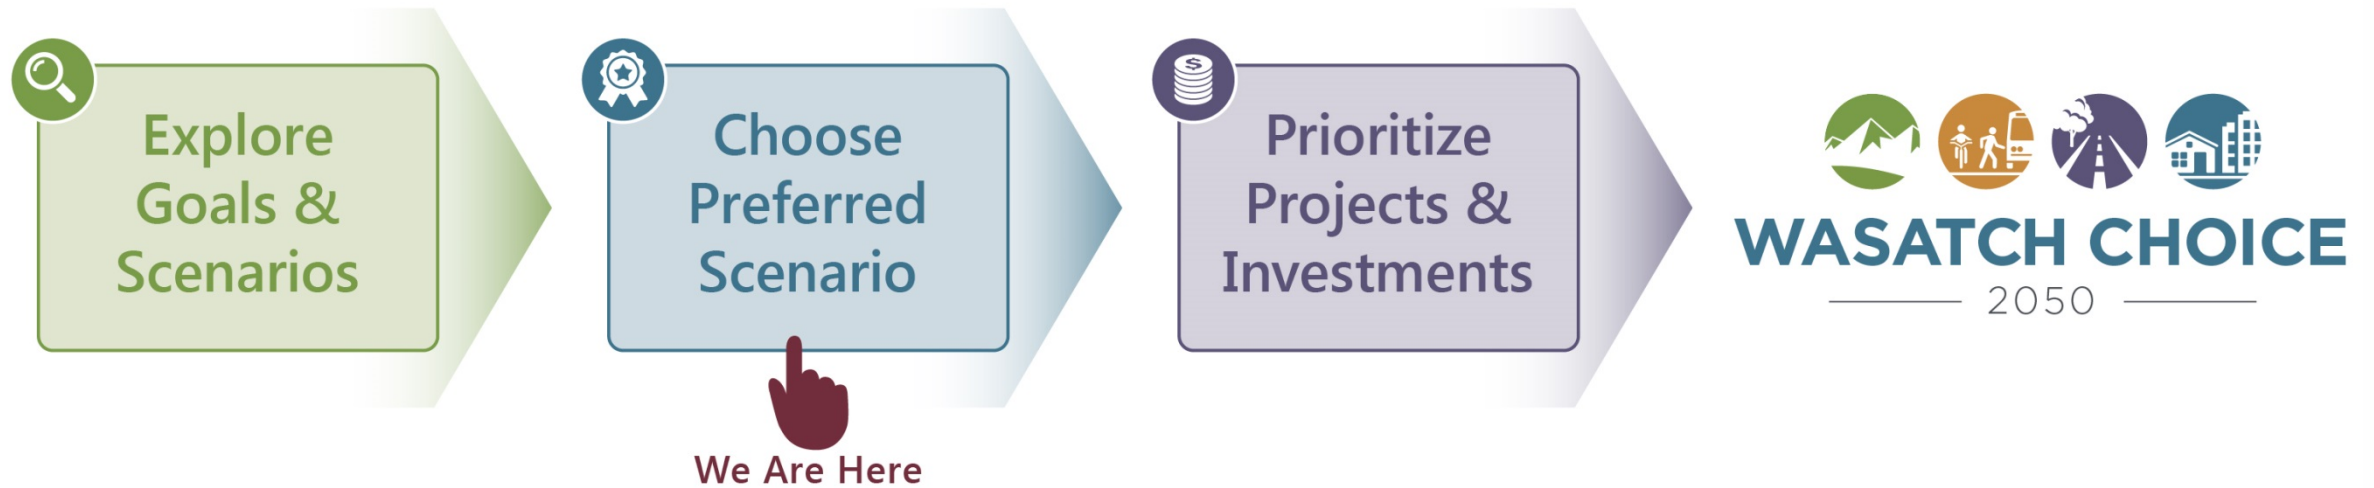 Explore
Goals &
Scenarios
Choose
Preferred
Scenario
We Are Here
$
Prioritize
Projects &
Investments
WASATCH CHOICE
2050